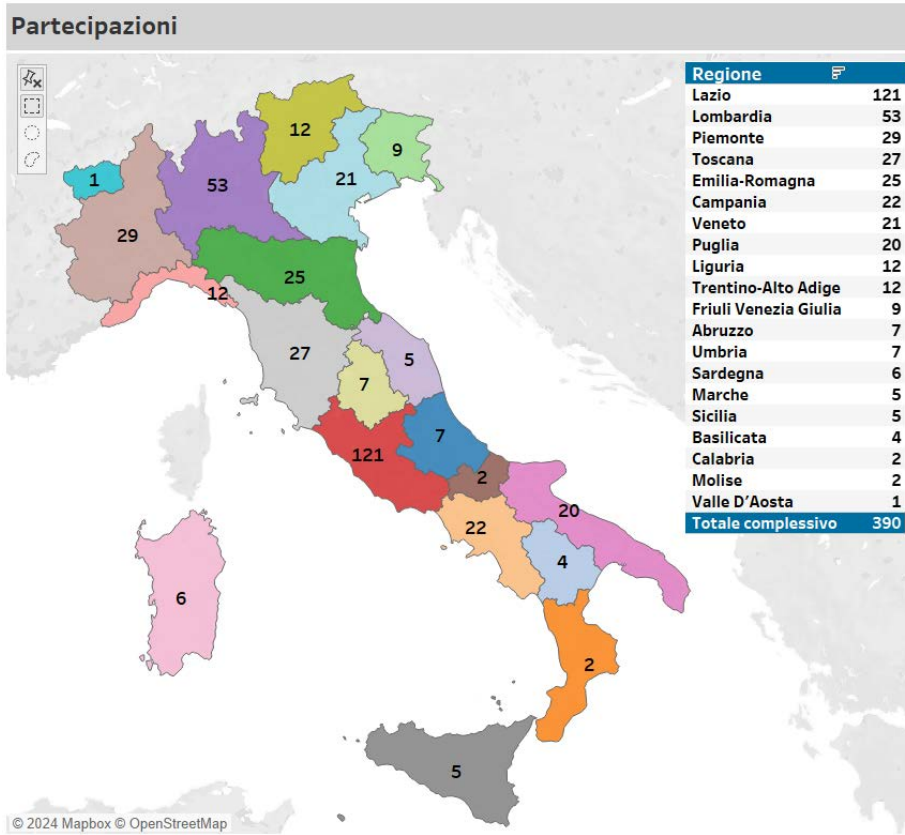 Partecipazioni
Regione
Lazio 121
Lombardia 53
Piemonte 29
Toscana 27
Emilia-Romagna 25
Campania 22
Veneto 21
Puglia 20
Liguria 12
Trentino-Alto Adige 12
Friuli Venezia Giulia 9
Abruzzo 7
Umbria 7
Sardegna 6
Marche 5
Sicilia 5
Basilicata 4
Calabria 2
Molise 2
Valle D’Aosta 1
Totale complessivo 390
12
9
1
53
21
29
25
12
27
5
7
7
121
2
20
22
4
6
2
5
© 2024 Mapbox © OpenStreetMap